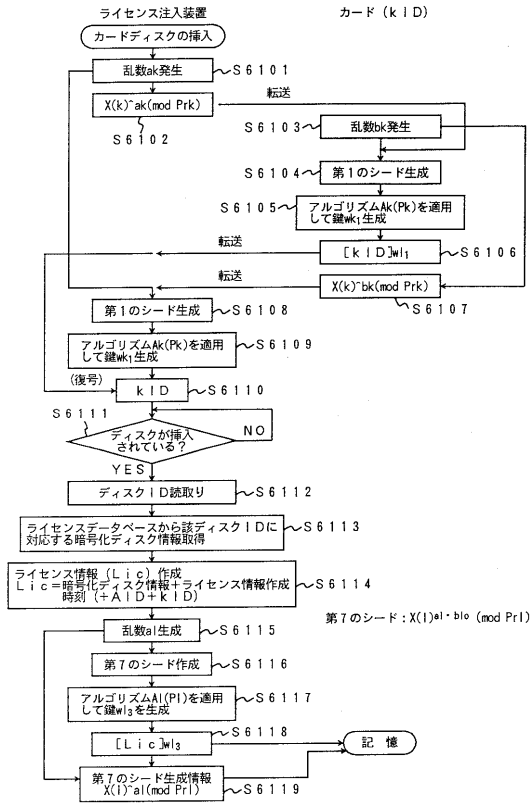 ライセンス注入装置
カード（kID）
カードディスクの挿入
乱数ak発生
S6101
X(k)^ak(mod Prk)
転送
S6102
S6103
乱数bk発生
S6104
第1のシード生成
S6105
アルゴリズムAk(Pk)を適用
して鍵wk1生成
転送
[kID]wl1
S6106
転送
X(k)^bk(mod Prk)
S6107
第1のシード生成
S6108
アルゴリズムAk(Pk)を適用
して鍵wk1生成
S6109
(復号)
kID
S6110
S6111
ディスクが挿入
されている？
NO
YES
ディスクID読取り
S6112
ライセンスデータベースから該ディスクIDに
対応する暗号化ディスク情報取得
S6113
ライセンス情報（Lic）作成
Lic＝暗号化ディスク情報＋ライセンス情報作成
時刻（＋AID＋kID）
S6114
第7のシード：X(l)al・blo (mod Prl)
乱数al生成
S6115
第7のシード作成
S6116
アルゴリズムAl(Pl)を適用
して鍵wl3を生成
S6117
[Lic]wl3
S6118
記憶
第7のシード生成情報
X(l)^al(mod Prl)
S6119